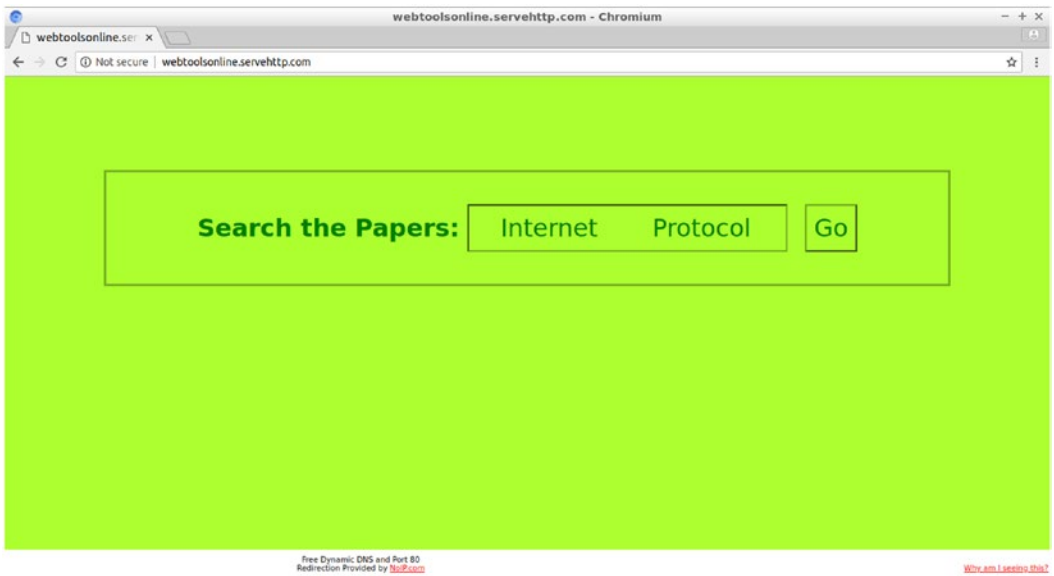 webtoolsonline.servehttp.com - Chromium
webtoolsonline.ser
Not secure | webtoolsonline.servehttp.com
Search the Papers: Internet Protocol Go
Free Dynamic DNS and Port 80
Redirection Provided by NoIP.com
Why am I seeing this?